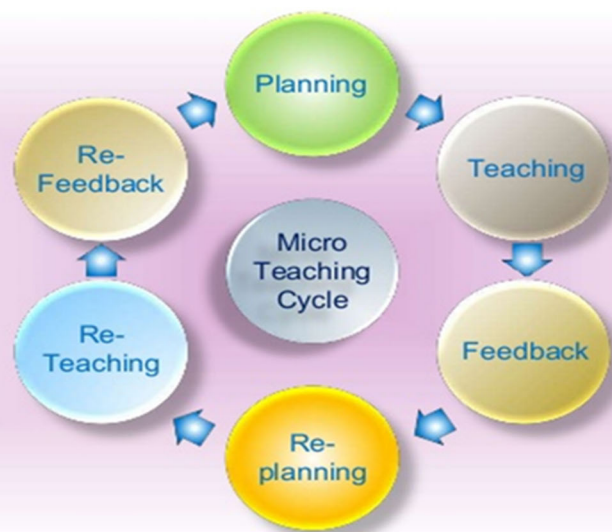 Planning
Teaching
Feedback
Re-
planning
Re-
Teaching
Re-
Feedback
Micro
Teaching
Cycle